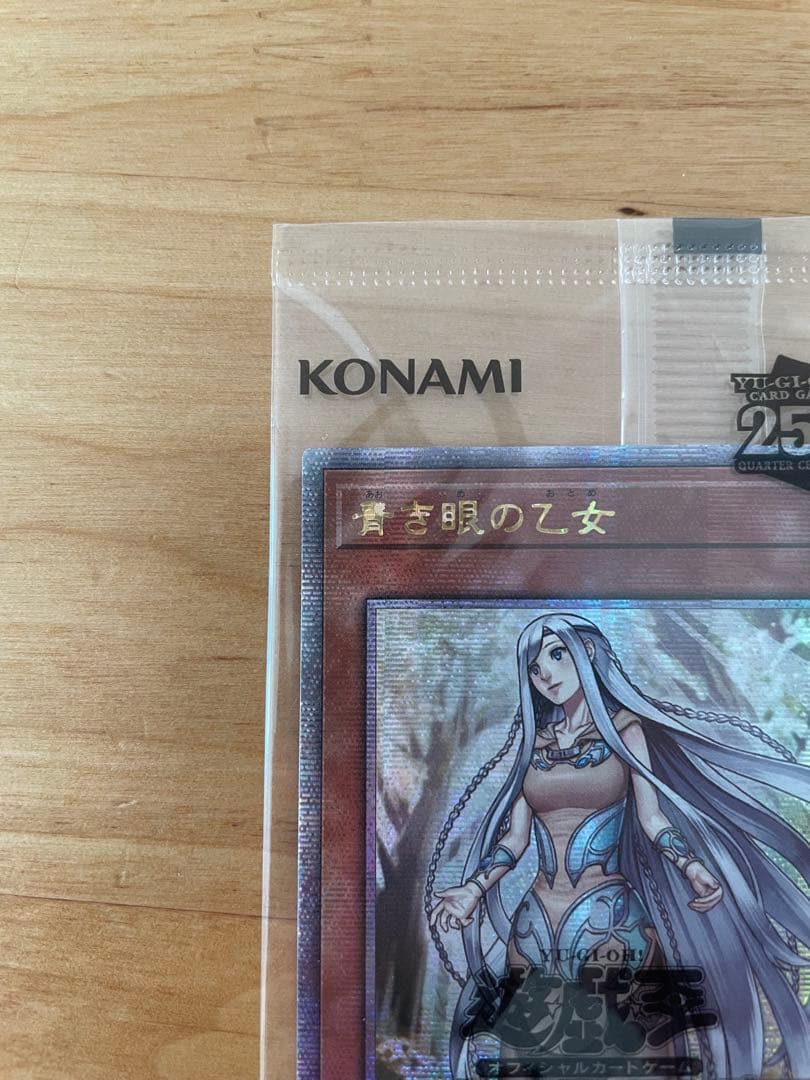 KONAMI
YU-GI-
CARD GA
25
QUARTER CE
あお め おとめ
青き眼の乙女
YU-GI-OH!
遊戯王
オフィシャルカードゲーム